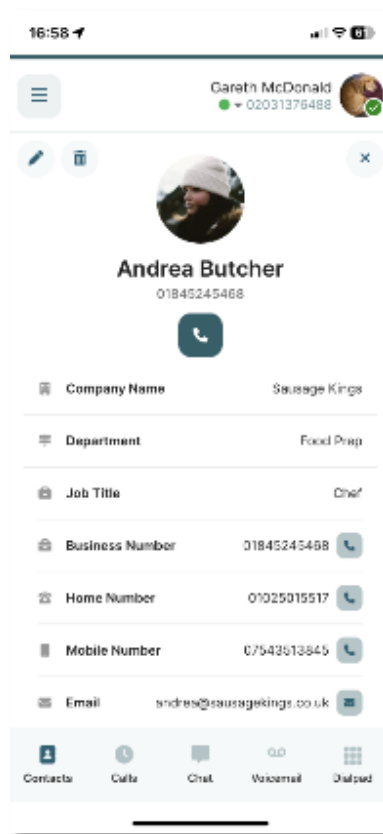 16:58
Gareth McDonald
02031376488
Andrea Butcher
01845245468
Company Name Sausage Kings
Department Food Prep
Job Title Chef
Business Number 01845245468
Home Number 01025015517
Mobile Number 07543513845
Email andrea@sausagekings.co.uk
Contacts Calls Chat Voicemail Dialpad